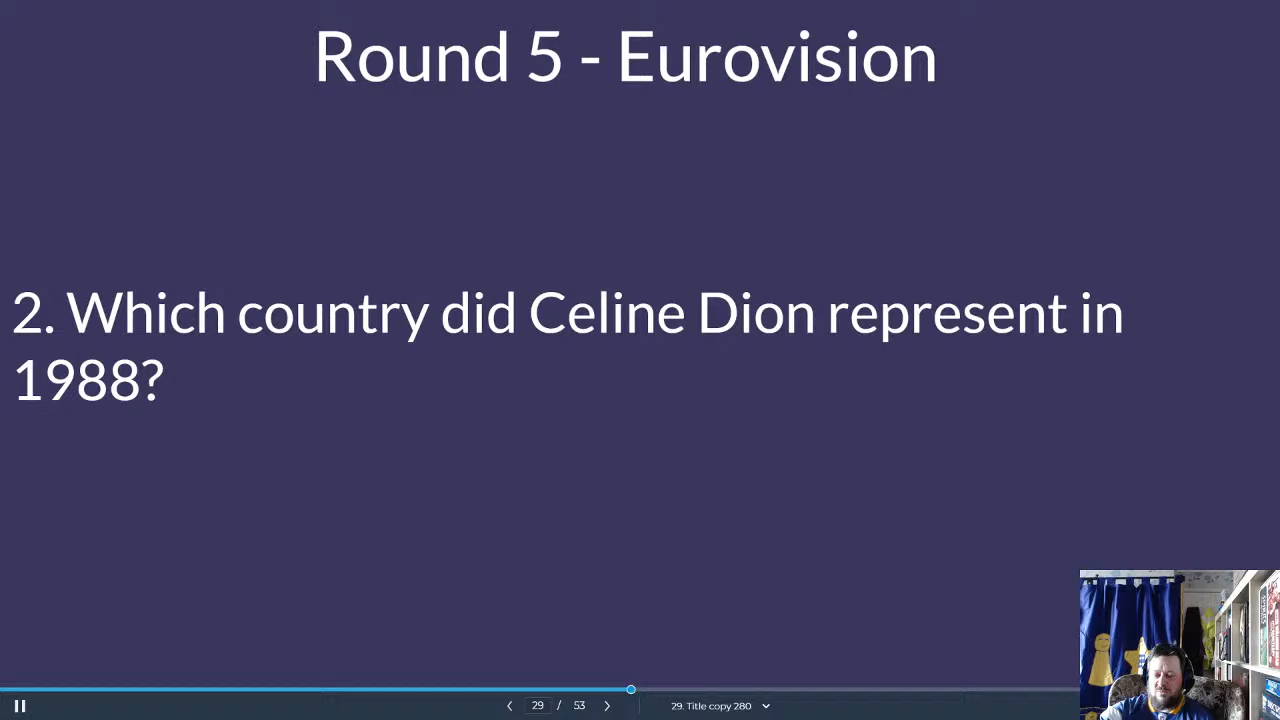 Round 5 - Eurovision
2. Which country did Celine Dion represent in
1988?
29 / 53
29. Title copy 280